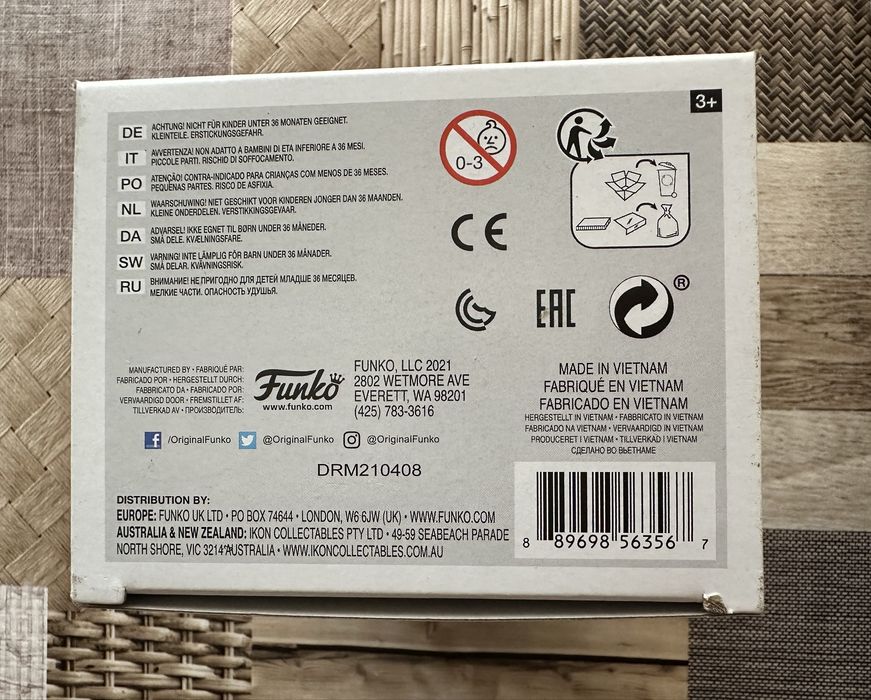 3+
DE ACHTUNG! NICHT FÜR KINDER UNTER 36 MONATEN GEEIGNET.
KLEINTEILE. ERSTICKUNGSGEFAHR.
IT AVVERTENZA! NON ADATTO A BAMBINI DI ETA INFERIORE A 36 MESI.
PICCOLE PARTI. RISCHIO DI SOFFOCAMENTO.
PO ATENÇÃO! CONTRA-INDICADO PARA CRIANÇAS COM MENOS DE 36 MESES.
PEQUENAS PARTES. RISCO DE ASFIXIA.
NL WAARSCHUWING! NIET GESCHIKT VOOR KINDEREN JONGER DAN 36 MAANDEN.
KLEINE ONDERDELEN. VERSTIKKINGSGEVAAR.
DA ADVARSEL! IKKE EGNET TIL BØRN UNDER 36 MÅNEDER.
SMÅ DELE. KVÆLNINGSFARE.
SW VARNING! INTE LÄMPLIG FÖR BARN UNDER 36 MÅNADER.
SMÅ DELAR. KVÄVNINGSRISK.
RU ВНИМАНИЕ! НЕ ПРИГОДНО ДЛЯ ДЕТЕЙ МЛАДШЕ 36 МЕСЯЦЕВ.
МЕЛКИЕ ЧАСТИ. ОПАСНОСТЬ УДУШЬЯ.
0-3
CE
EAC
®
MANUFACTURED BY • FABRIQUÉ PAR:
FABRICADO POR • HERGESTELLT DURCH:
FABBRICATO DA • FABRICADO POR:
VERVAARDIGD DOOR • FREMSTILLET AF:
TILLVERKAD AV • ПРОИЗВОДИТЕЛЬ:
Funko
www.funko.com
FUNKO, LLC 2021
2802 WETMORE AVE
EVERETT, WA 98201
(425) 783-3616
/OriginalFunko @OriginalFunko @OriginalFunko
DRM210408
MADE IN VIETNAM
FABRIQUÉ EN VIETNAM
FABRICADO EN VIETNAM
HERGESTELLT IN VIETNAM • FABBRICATO IN VIETNAM
FABRICADO NA VIETNAM • VERVAARDIGD IN VIETNAM
PRODUCERET I VIETNAM • TILLVERKAD I VIETNAM
СДЕЛАНО ВО ВЬЕТНАМЕ
DISTRIBUTION BY:
EUROPE: FUNKO UK LTD • PO BOX 74644 • LONDON, W6 6JW (UK) • WWW.FUNKO.COM
AUSTRALIA & NEW ZEALAND: IKON COLLECTABLES PTY LTD • 49-59 SEABEACH PARADE
NORTH SHORE, VIC 3214 AUSTRALIA • WWW.IKONCOLLECTABLES.COM.AU
8 89698 56356 7